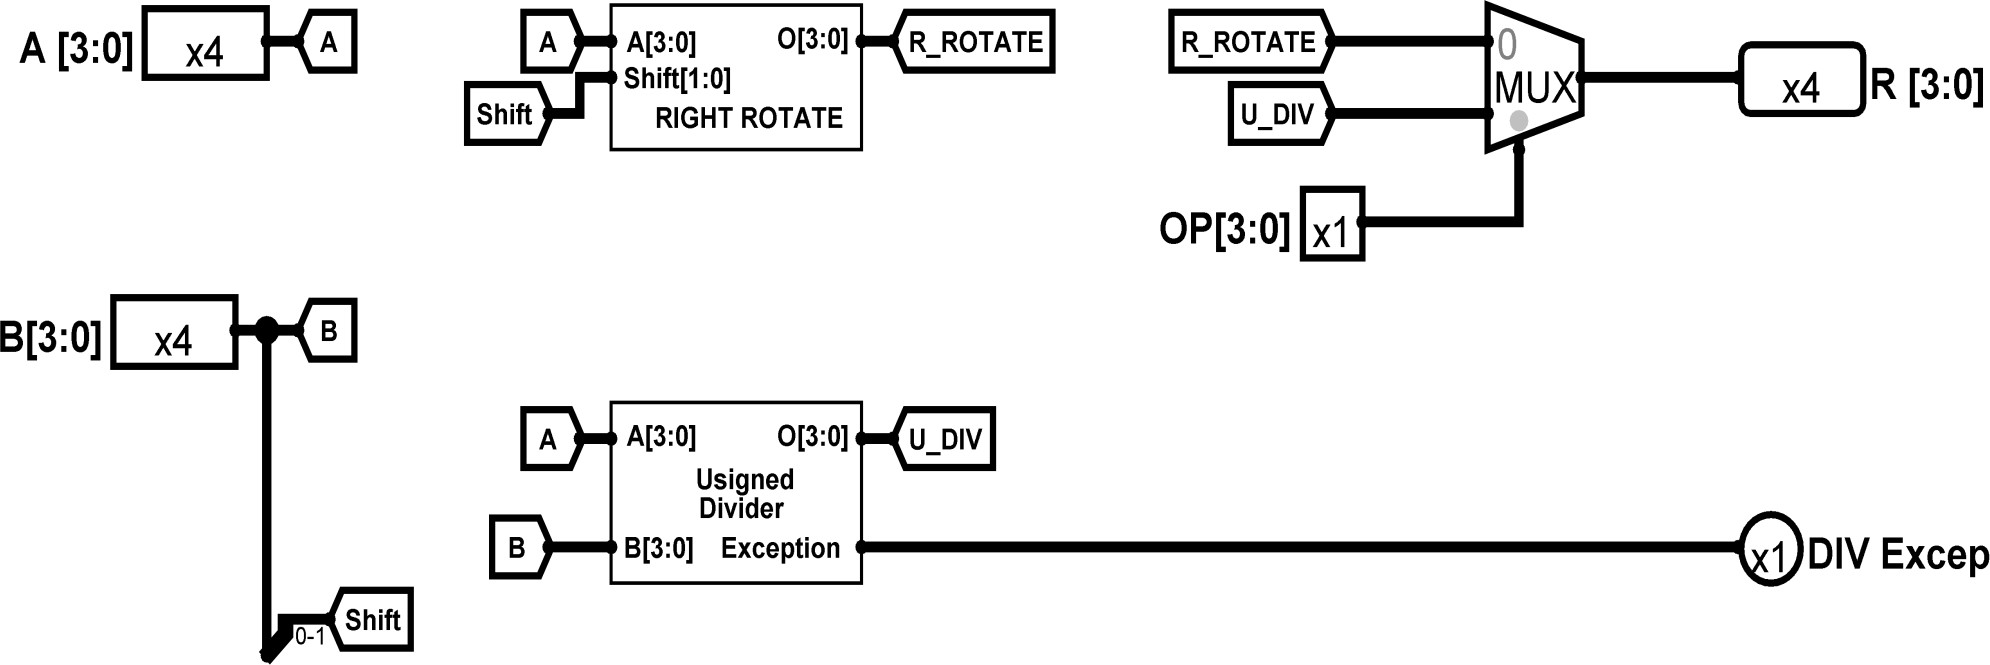 A [3:0] x4 A
A A[3:0] O[3:0] R_ROTATE
Shift Shift[1:0]
RIGHT ROTATE
R_ROTATE 0
MUX x4 R [3:0]
U_DIV
OP[3:0] x1
B[3:0] x4 B
A A[3:0] O[3:0] U_DIV
Usigned
Divider
B B[3:0] Exception x1 DIV Excep
0-1 Shift